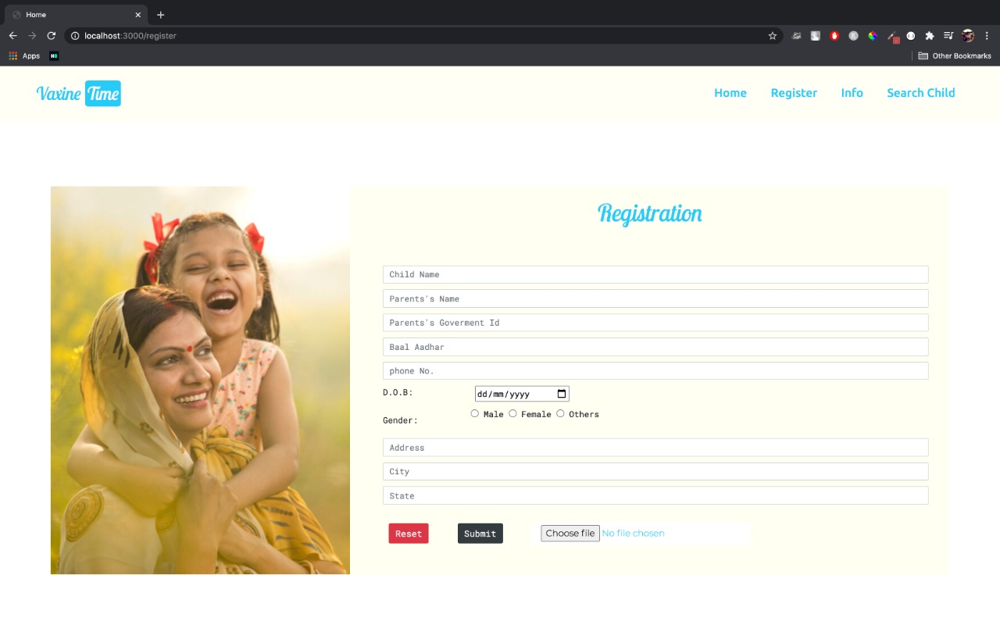 Home
localhost:3000/register
Apps
Other Bookmarks
Vaxine Time
Home Register Info Search Child
Registration
Child Name
Parents's Name
Parents's Goverment Id
Baal Aadhar
phone No.
D.O.B: dd/mm/yyyy
Gender: Male Female Others
Address
City
State
Reset Submit Choose file No file chosen